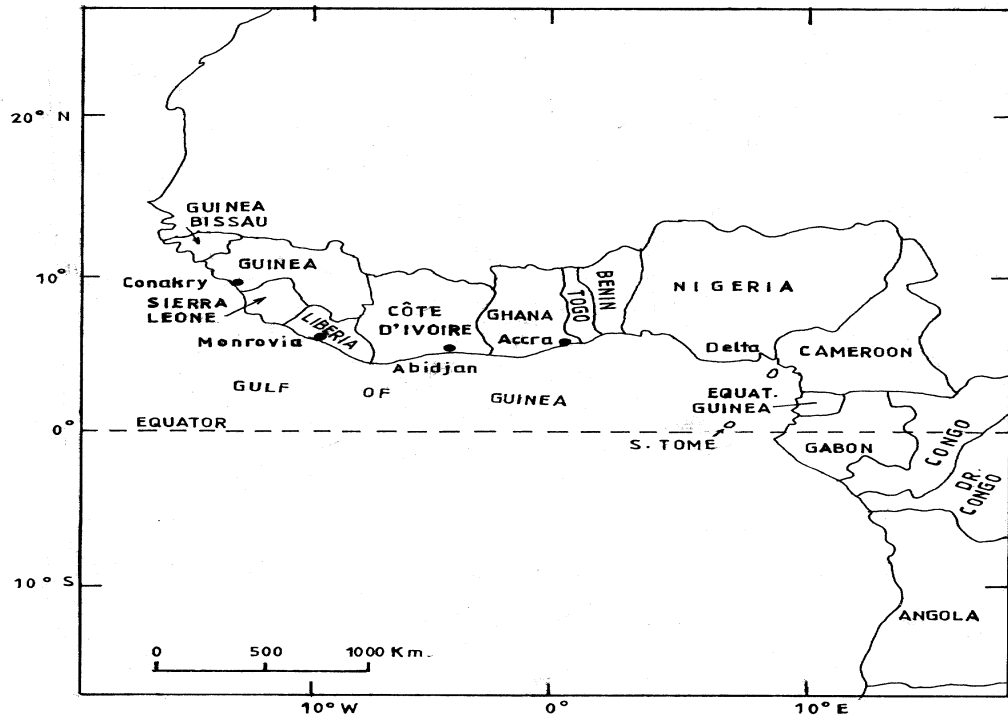 20° N
GUINEA
BISSAU
10°
GUINEA
Conakry
SIERRA
LEONE
LIBERIA
Monrovia
CÔTE
D'IVOIRE
Abidjan
GHANA
Accra
TOGO
BENIN
NIGERIA
Delta
CAMEROON
GULF OF GUINEA
EQUAT.
GUINEA
EQUATOR
0°
S. TOME
GABON
CONGO
DR.
CONGO
10° S
ANGOLA
0 500 1000 Km.
10° W 0° 10° E